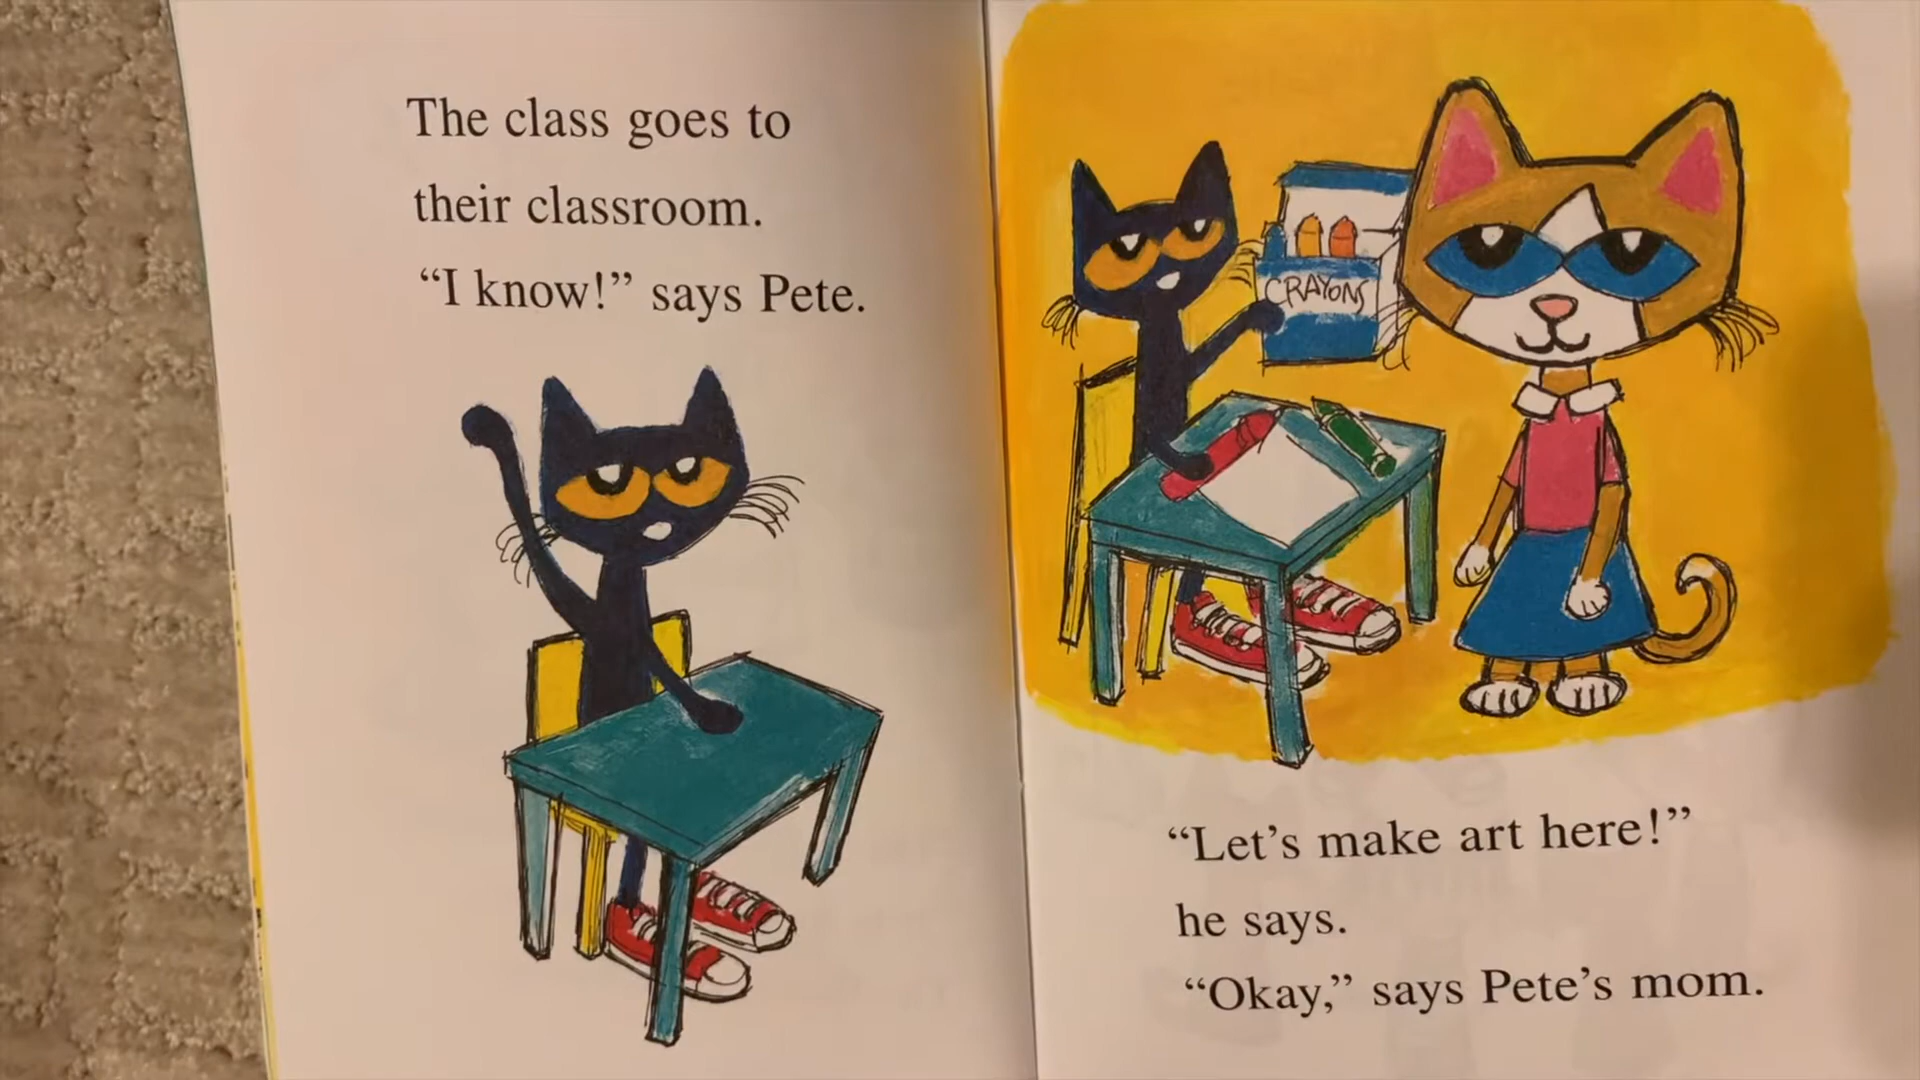 The class goes to
their classroom.
“I know!” says Pete.
CRAYONS
“Let’s make art here!”
he says.
“Okay,” says Pete’s mom.